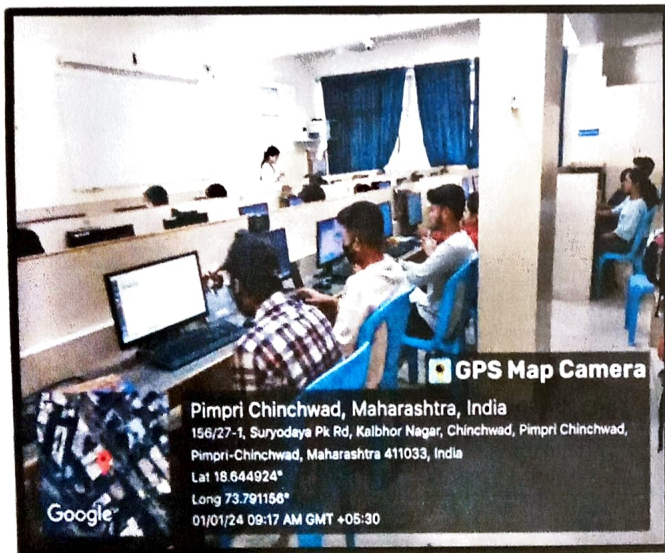 GPS Map Camera
Pimpri Chinchwad, Maharashtra, India
156/27-1, Suryodaya Pk Rd, Kalbhor Nagar, Chinchwad, Pimpri Chinchwad,
Pimpri-Chinchwad, Maharashtra 411033, India
Lat 18.644924°
Long 73.791156°
01/01/24 09:17 AM GMT +05:30
Google